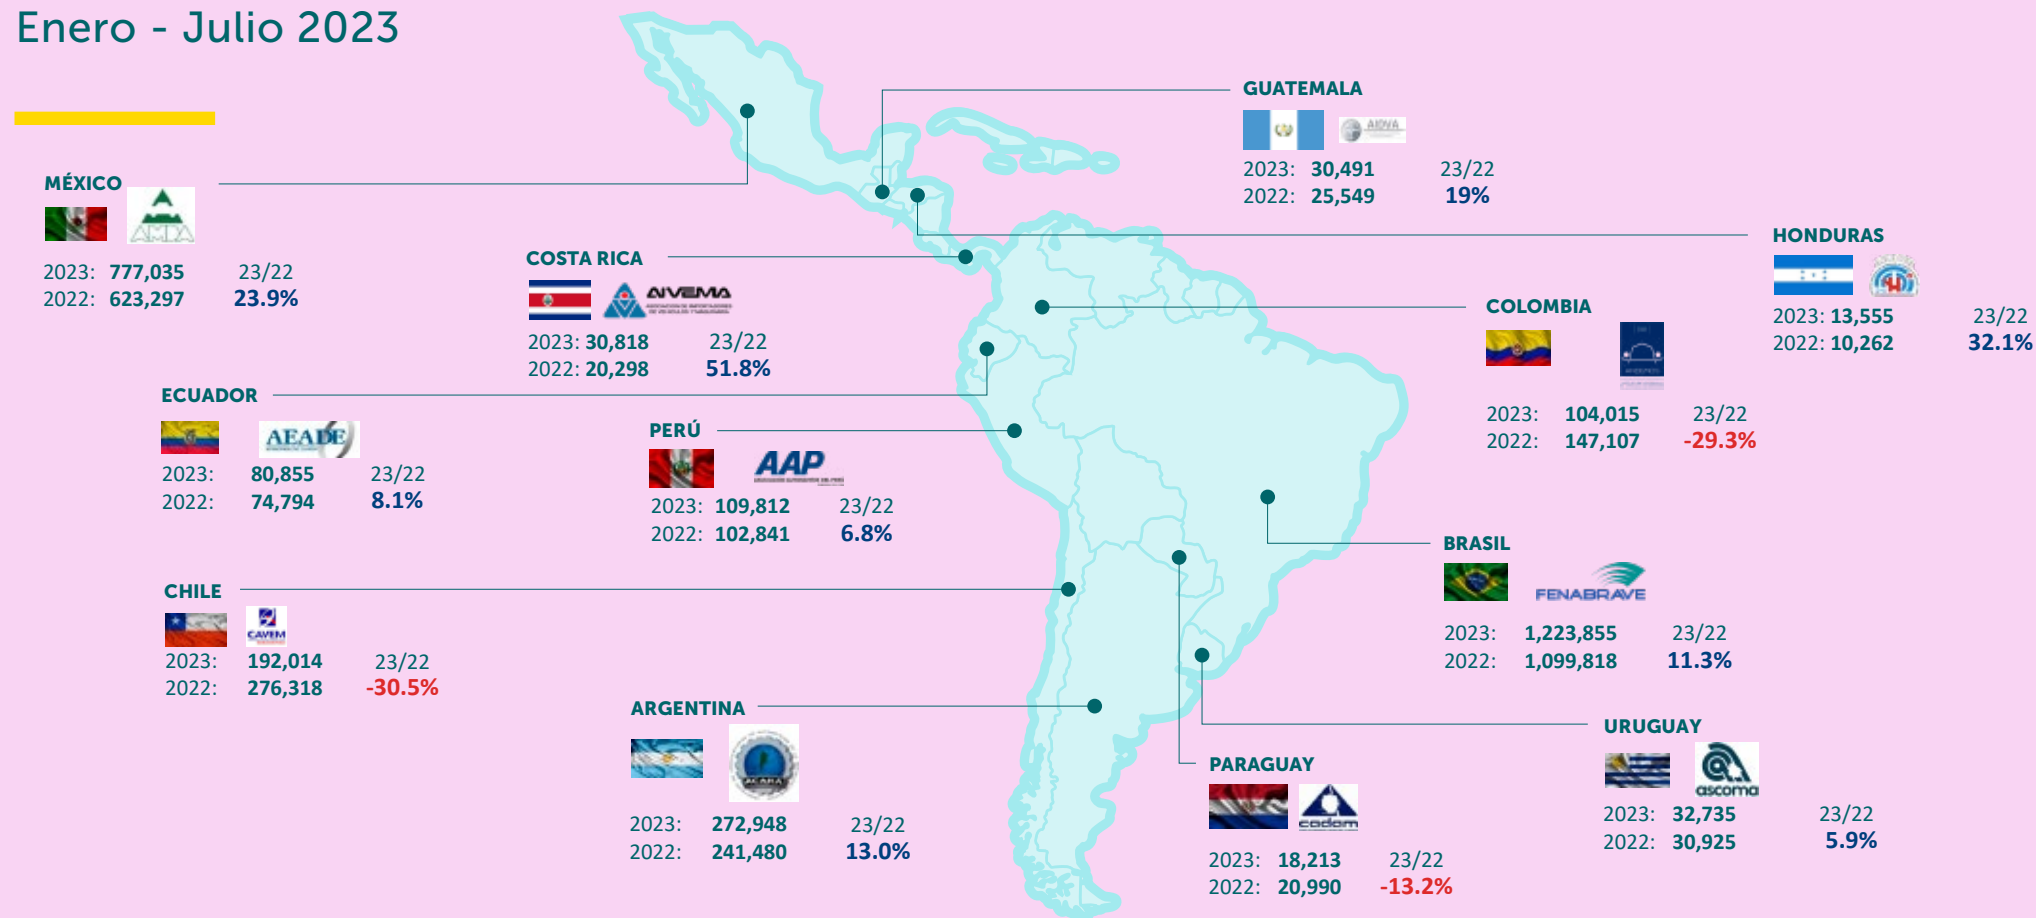 Enero - Julio 2023
GUATEMALA
AIDVA
2023: 30,491 23/22
2022: 25,549 19%
MÉXICO
AMDA
2023: 777,035 23/22
2022: 623,297 23.9%
HONDURAS
2023: 13,555 23/22
2022: 10,262 32.1%
COSTA RICA
AIVEMA
2023: 30,818 23/22
2022: 20,298 51.8%
COLOMBIA
2023: 104,015 23/22
2022: 147,107 -29.3%
ECUADOR
AEADE
2023: 80,855 23/22
2022: 74,794 8.1%
PERÚ
AAP
2023: 109,812 23/22
2022: 102,841 6.8%
BRASIL
FENABRAVE
2023: 1,223,855 23/22
2022: 1,099,818 11.3%
CHILE
CAVEM
2023: 192,014 23/22
2022: 276,318 -30.5%
ARGENTINA
ACARA
2023: 272,948 23/22
2022: 241,480 13.0%
PARAGUAY
cadam
2023: 18,213 23/22
2022: 20,990 -13.2%
URUGUAY
ascoma
2023: 32,735 23/22
2022: 30,925 5.9%